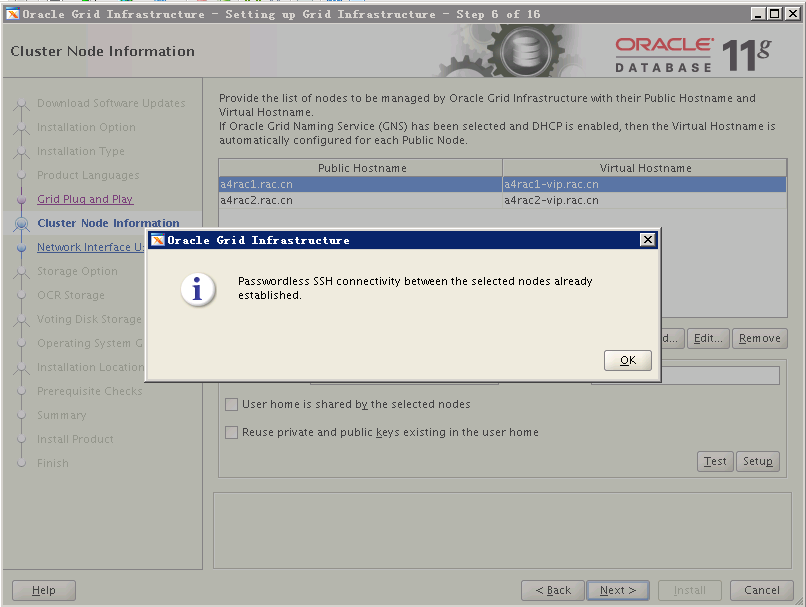 Oracle Grid Infrastructure - Setting up Grid Infrastructure - Step 6 of 16
Cluster Node Information
ORACLE
DATABASE
11g
Download Software Updates
Installation Option
Installation Type
Product Languages
Grid Plug and Play
Cluster Node Information
Network Interface Us
Storage Option
OCR Storage
Voting Disk Storage
Operating System G
Installation Location
Prerequisite Checks
Summary
Install Product
Finish
Provide the list of nodes to be managed by Oracle Grid Infrastructure with their Public Hostname and
Virtual Hostname.
If Oracle Grid Naming Service (GNS) has been selected and DHCP is enabled, then the Virtual Hostname is
automatically configured for each Public Node.
Public Hostname Virtual Hostname
a4rac1.rac.cn a4rac1-vip.rac.cn
a4rac2.rac.cn a4rac2-vip.rac.cn
Oracle Grid Infrastructure
Passwordless SSH connectivity between the selected nodes already
established.
OK
d... Edit... Remove
User home is shared by the selected nodes
Reuse private and public keys existing in the user home
Test Setup
Help < Back Next > Install Cancel